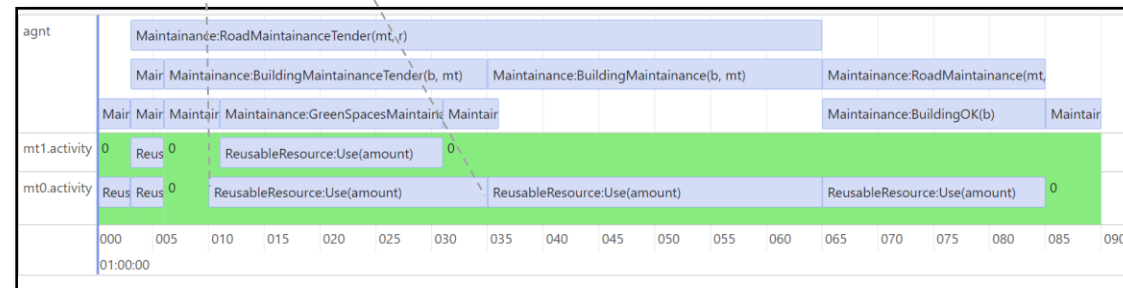 agnt
Maintainance:RoadMaintainanceTender(mt, r)
Mair Maintainance:BuildingMaintainanceTender(b, mt) Maintainance:BuildingMaintainance(b, mt) Maintainance:RoadMaintainance(mt,
Mair Mair Maintair Maintainance:GreenSpacesMaintaina Maintair Maintainance:BuildingOK(b) Maintair
mt1.activity 0 Reus 0 ReusableResource:Use(amount) 0
mt0.activity Reus Reus 0 ReusableResource:Use(amount) ReusableResource:Use(amount) ReusableResource:Use(amount) 0
000 005 010 015 020 025 030 035 040 045 050 055 060 065 070 075 080 085 090
01:00:00